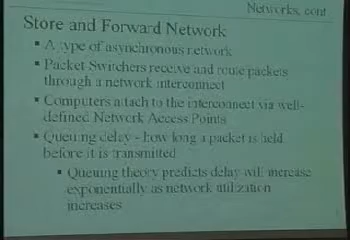 Networks, cont
Store and Forward Network
▪ A type of asynchronous network
▪ Packet Switchers receive and route packets
through a network interconnect
▪ Computers attach to the interconnect via well-
defined Network Access Points
▪ Queuing delay - how long a packet is held
before it is transmitted
▪ Queuing theory predicts delay will increase
exponentially as network utilization
increases